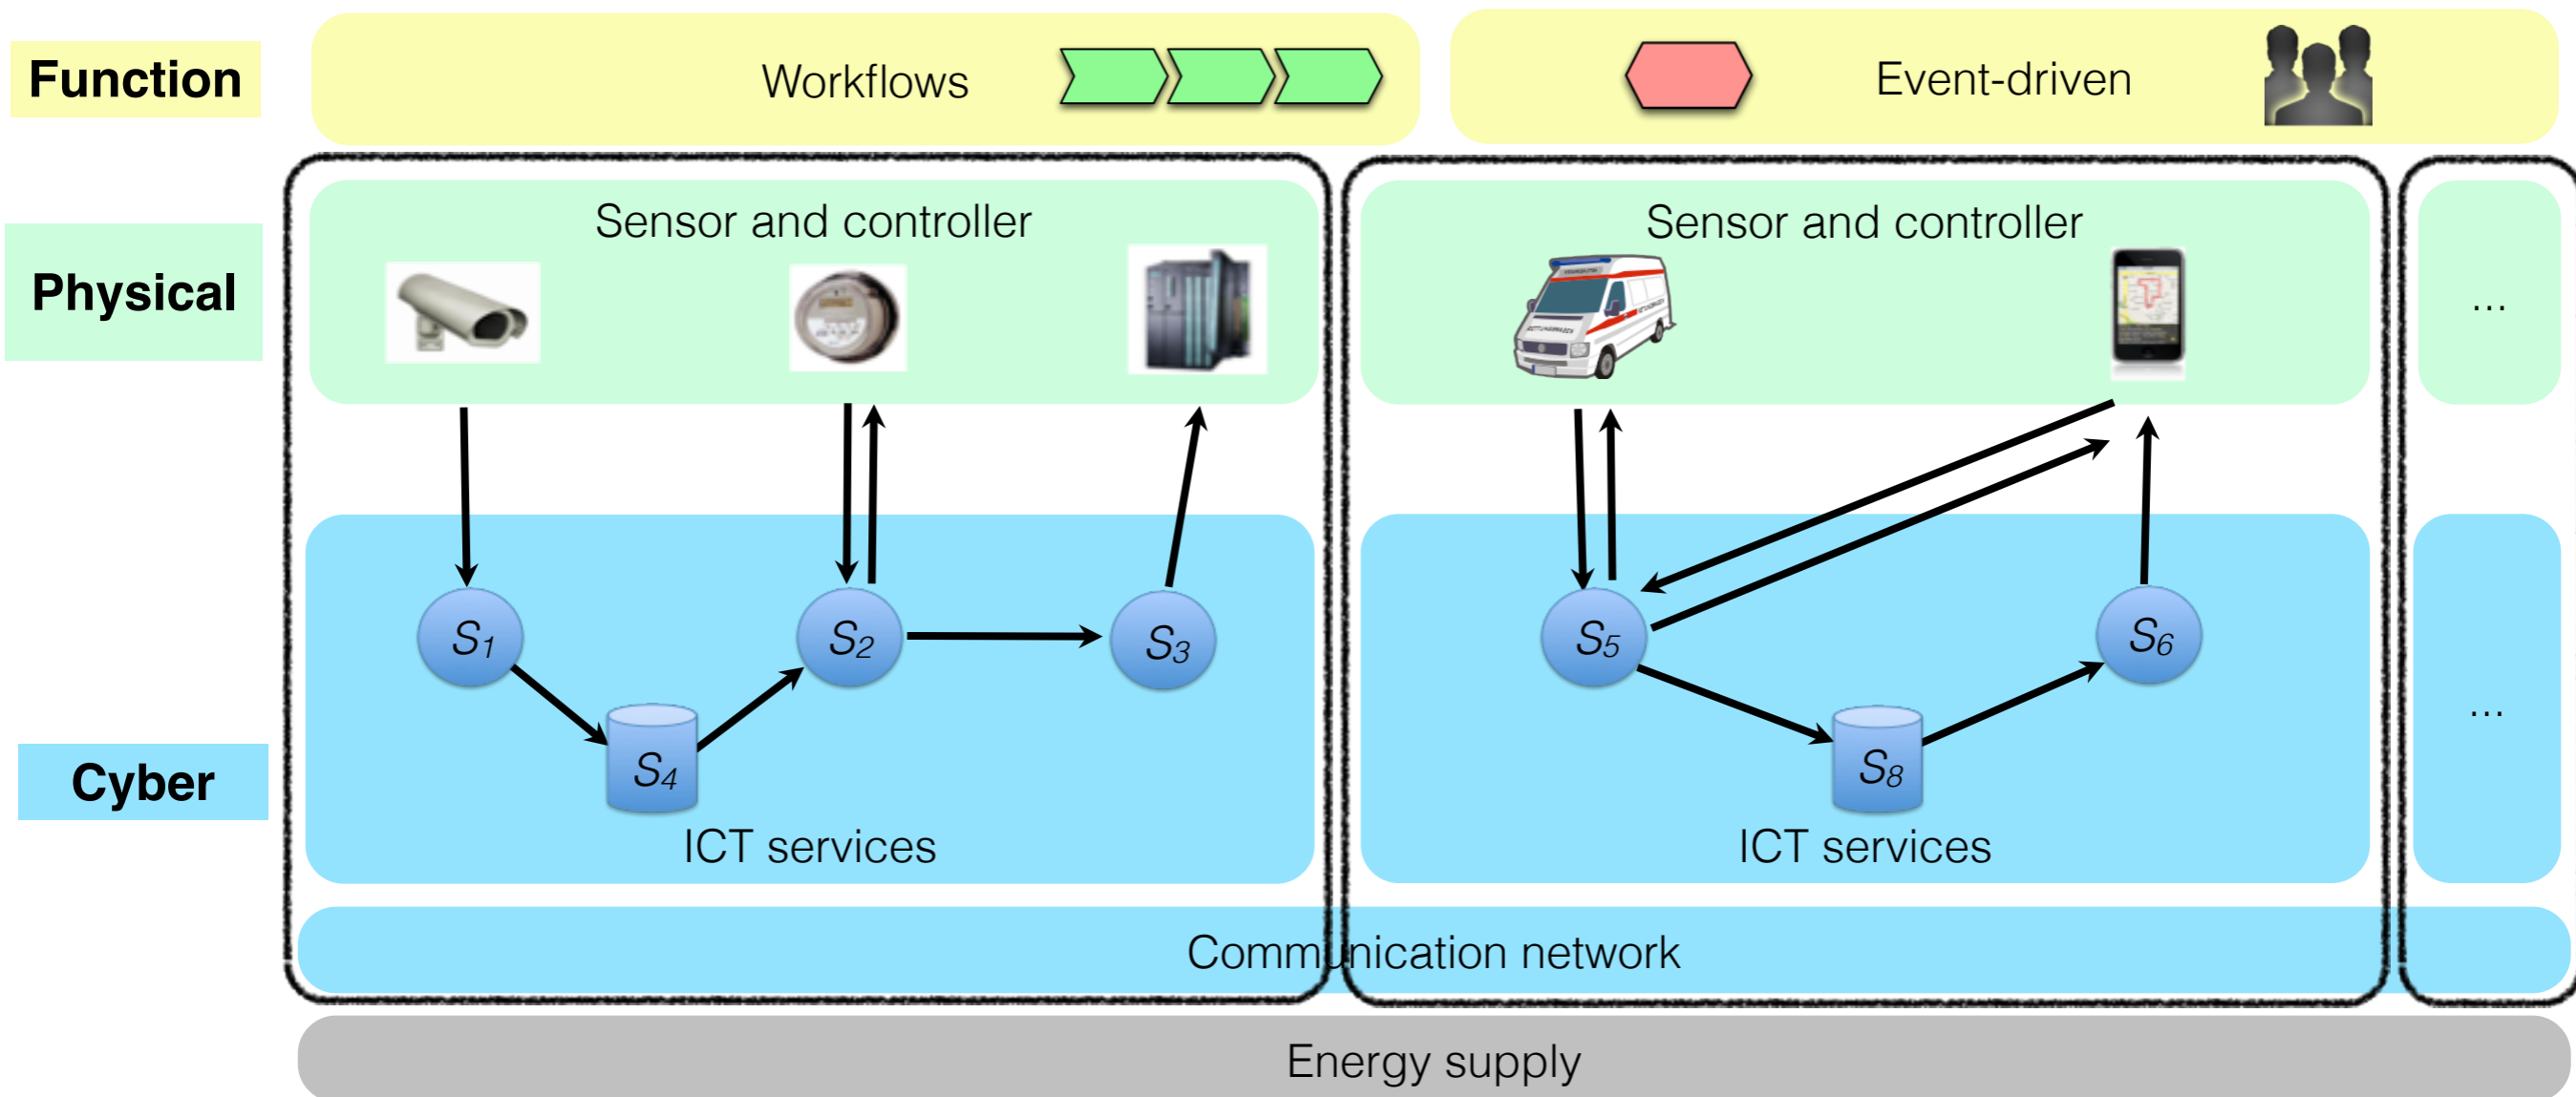 Function
Workflows
Event-driven
Physical
Sensor and controller
Sensor and controller
...
S1
S2
S3
S5
S6
...
Cyber
S4
S8
ICT services
ICT services
Communication network
Energy supply